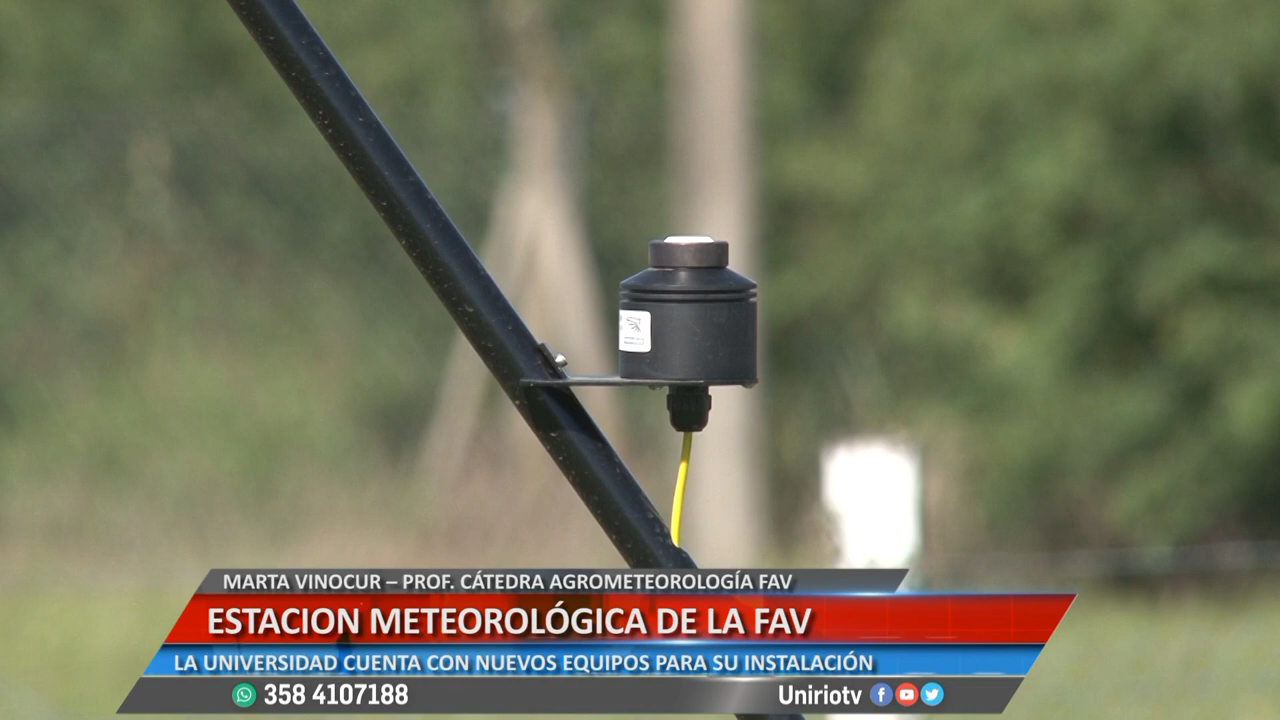 MARTA VINOCUR – PROF. CÁTEDRA AGROMETEOROLOGÍA FAV
ESTACION METEOROLÓGICA DE LA FAV
LA UNIVERSIDAD CUENTA CON NUEVOS EQUIPOS PARA SU INSTALACIÓN
358 4107188
Uniriotv